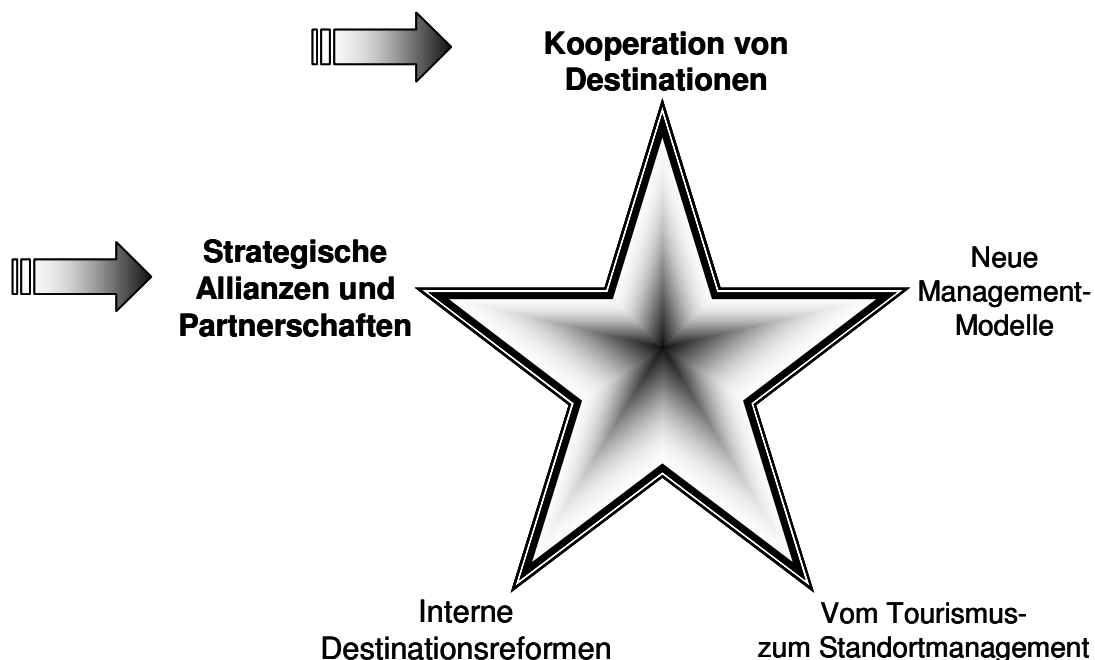 Kooperation von
Destinationen
Strategische
Allianzen und
Partnerschaften
Neue
Management-
Modelle
Interne
Destinationsreformen
Vom Tourismus-
zum Standortmanagement